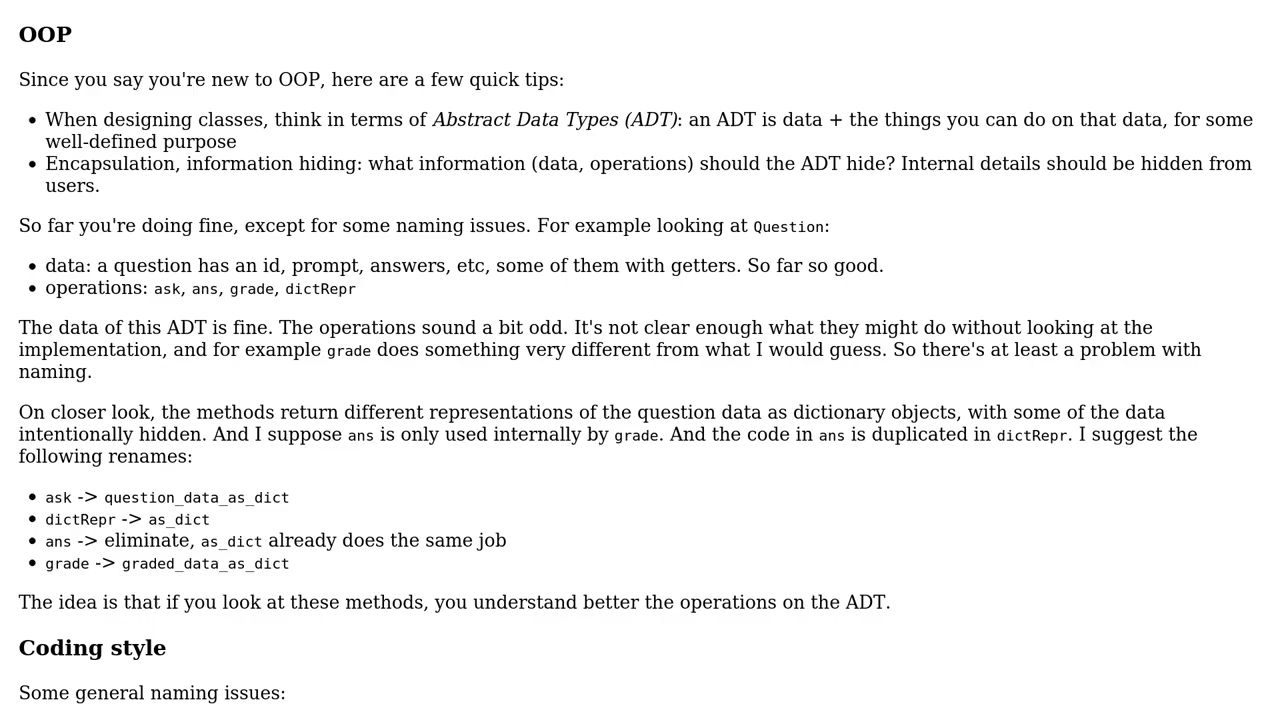 OOP
Since you say you're new to OOP, here are a few quick tips:
• When designing classes, think in terms of Abstract Data Types (ADT): an ADT is data + the things you can do on that data, for some
well-defined purpose
• Encapsulation, information hiding: what information (data, operations) should the ADT hide? Internal details should be hidden from
users.
So far you're doing fine, except for some naming issues. For example looking at Question:
• data: a question has an id, prompt, answers, etc, some of them with getters. So far so good.
• operations: ask, ans, grade, dictRepr
The data of this ADT is fine. The operations sound a bit odd. It's not clear enough what they might do without looking at the
implementation, and for example grade does something very different from what I would guess. So there's at least a problem with
naming.
On closer look, the methods return different representations of the question data as dictionary objects, with some of the data
intentionally hidden. And I suppose ans is only used internally by grade. And the code in ans is duplicated in dictRepr. I suggest the
following renames:
• ask -> question_data_as_dict
• dictRepr -> as_dict
• ans -> eliminate, as_dict already does the same job
• grade -> graded_data_as_dict
The idea is that if you look at these methods, you understand better the operations on the ADT.
Coding style
Some general naming issues: